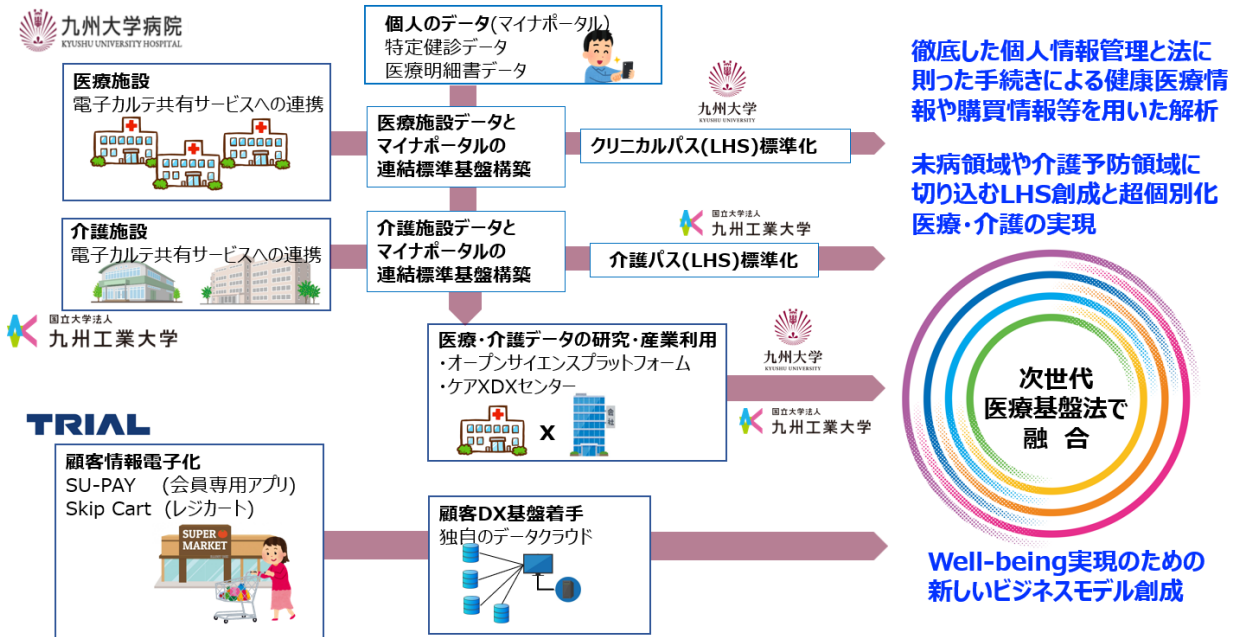 九州大学病院
KYUSHU UNIVERSITY HOSPITAL
個人のデータ(マイナポータル)
特定健診データ
医療明細書データ
医療施設
電子カルテ共有サービスへの連携
医療施設データと
マイナポータルの
連結標準基盤構築
九州大学
KYUSHU UNIVERSITY
クリニカルパス(LHS)標準化
徹底した個人情報管理と法に
則った手続きによる健康医療情
報や購買情報等を用いた解析
未病領域や介護予防領域に
切り込むLHS創成と超個別化
医療・介護の実現
介護施設
電子カルテ共有サービスへの連携
介護施設データと
マイナポータルの
連結標準基盤構築
国立大学法人
九州工業大学
介護パス(LHS)標準化
国立大学法人
九州工業大学
医療・介護データの研究・産業利用
・オープンサイエンスプラットフォーム
・ケアXDXセンター
会社
X
九州大学
KYUSHU UNIVERSITY
国立大学法人
九州工業大学
次世代
医療基盤法で
融 合
TRIAL
顧客情報電子化
SU-PAY (会員専用アプリ)
Skip Cart (レジカート)
SUPER
MARKET
顧客DX基盤着手
独自のデータクラウド
Well-being実現のための
新しいビジネスモデル創成